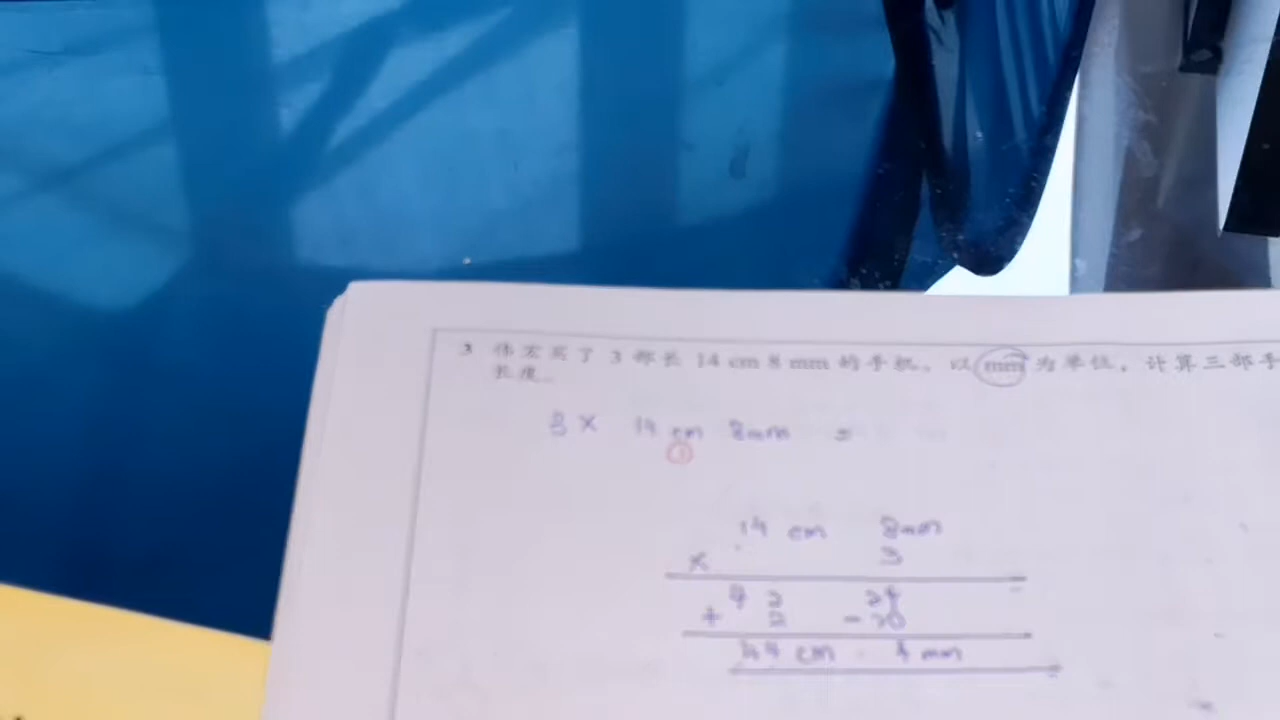 3 伟宏买了 3 部长 14 cm 8 mm 的手机。以 mm 为单位，计算三部手
长度。
3 × 14 cm 8mm =
14 cm 8mm
× 3
42 24
+ 2 - 20
44 cm 4 mm